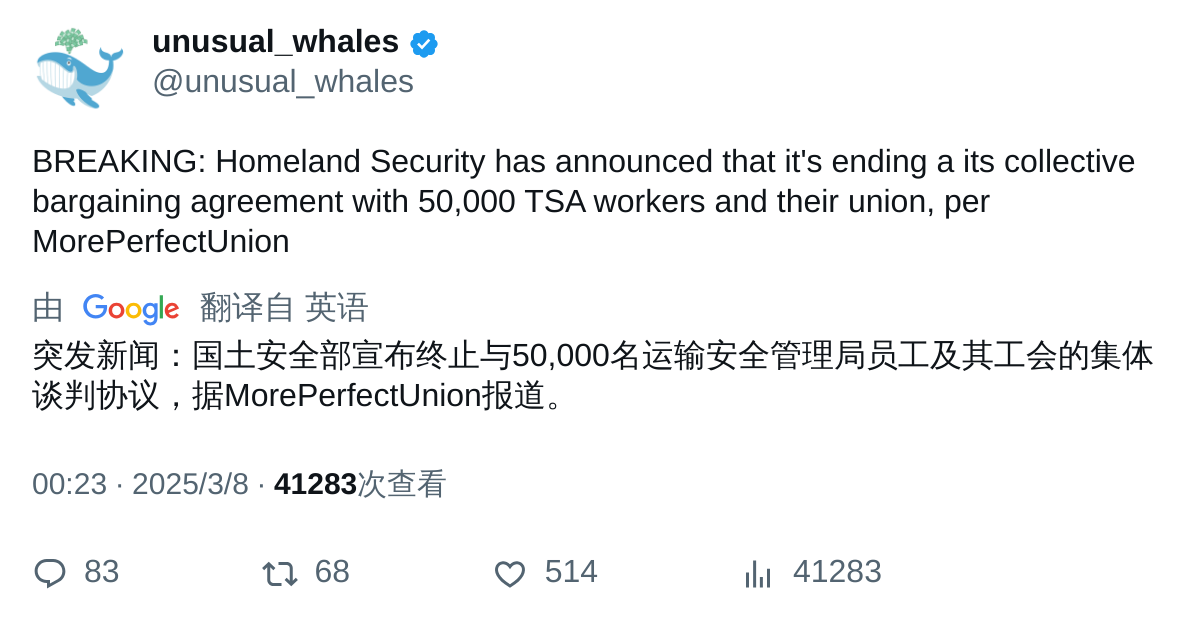 unusual_whales
@unusual_whales
BREAKING: Homeland Security has announced that it's ending a its collective
bargaining agreement with 50,000 TSA workers and their union, per
MorePerfectUnion
由 Google 翻译自 英语
突发新闻：国土安全部宣布终止与50,000名运输安全管理局员工及其工会的集体
谈判协议，据MorePerfectUnion报道。
00:23 · 2025/3/8 · 41283次查看
83 68 514 41283